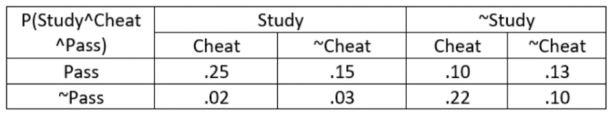 P(Study^Cheat Study ~Study
^Pass) Cheat ~Cheat Cheat ~Cheat
Pass .25 .15 .10 .13
~Pass .02 .03 .22 .10